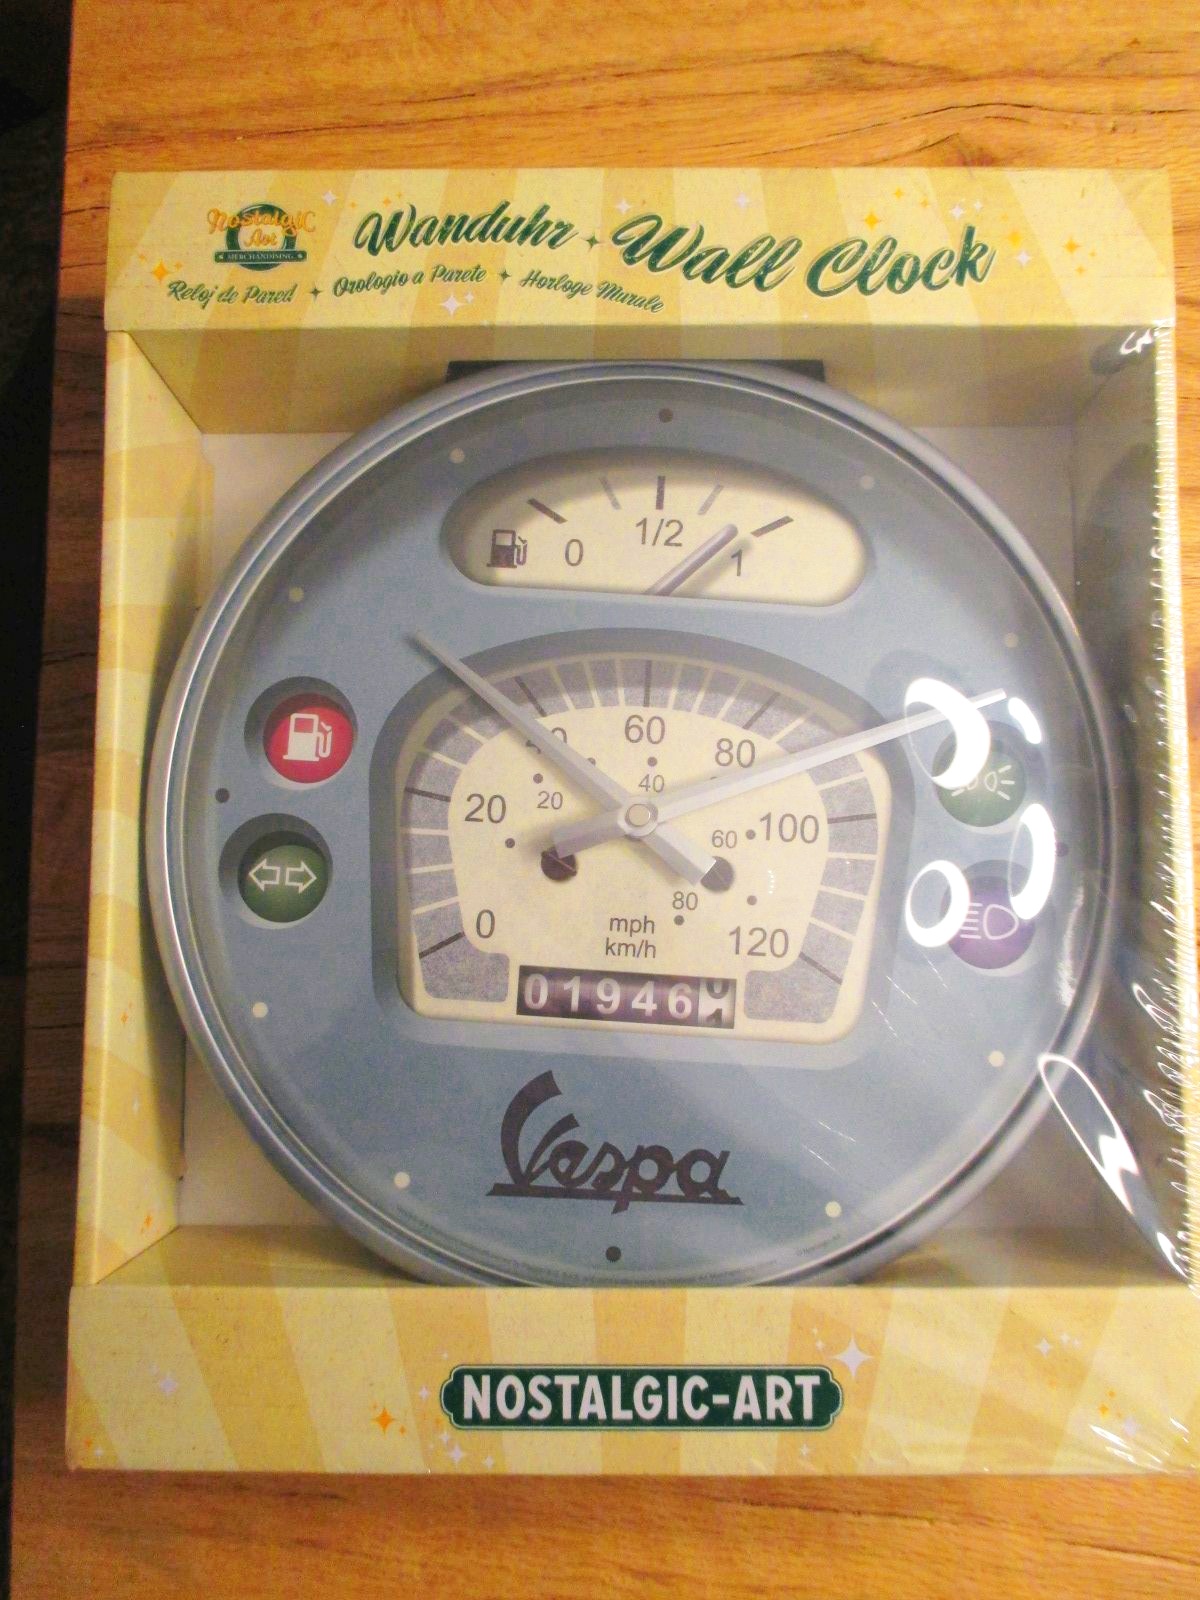 Nostalgic
Art
MERCHANDISING
Wanduhr Wall Clock
Reloj de Pared Orologio a Parete Horloge Murale
0 1/2 1
60
80
20
20
40
60
100
0
80
120
mph
km/h
01946
Vespa
NOSTALGIC-ART